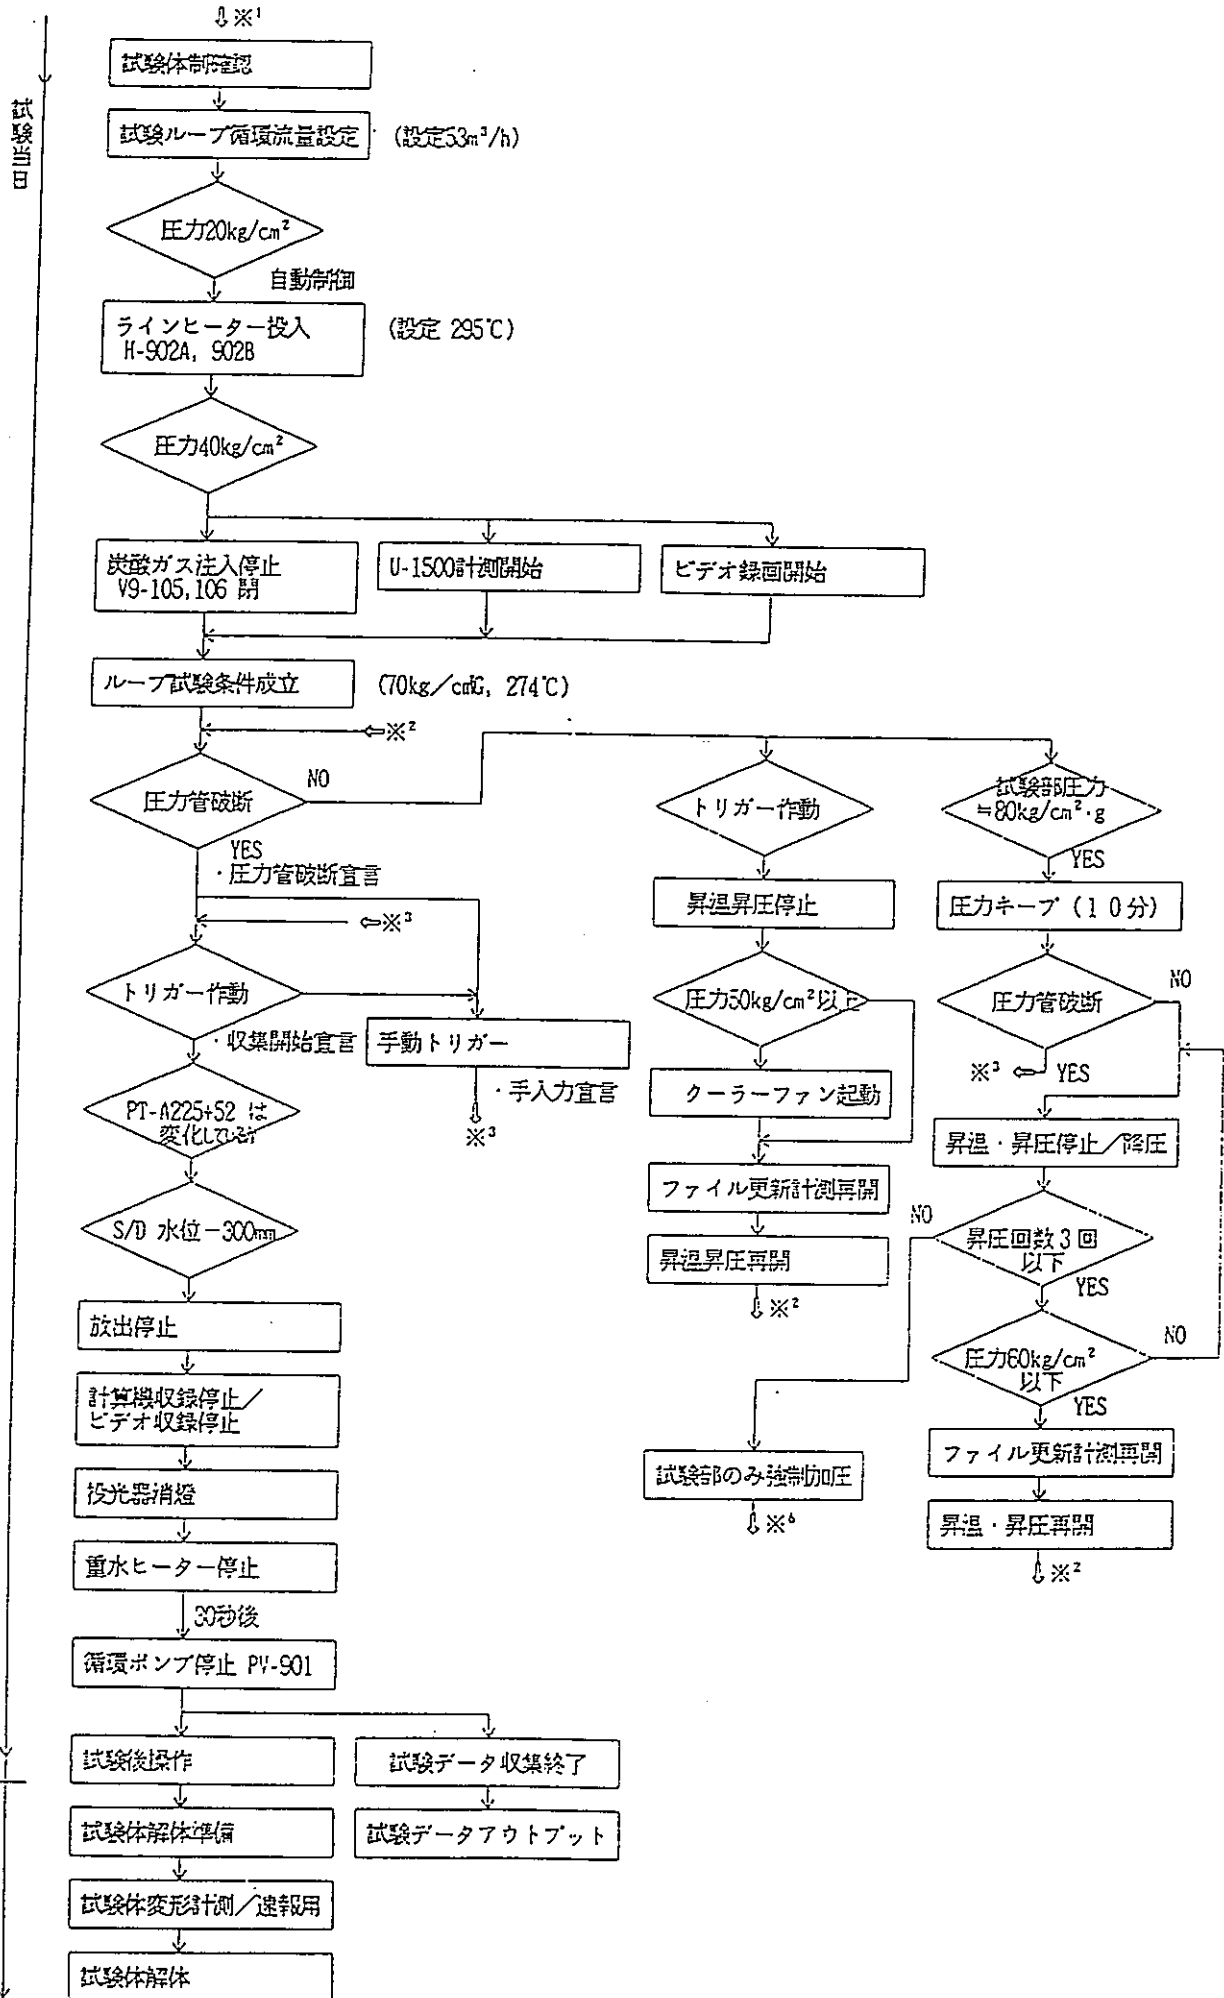 ⇩※¹
試験体制確認
試験当日
試験ループ循環流量設定
(設定53m³/h)
圧力20kg/cm²
自動制御
ラインヒーター投入
H-902A, 902B
(設定 295℃)
圧力40kg/cm²
炭酸ガス注入停止
V9-105,106 閉
U-1500計測開始
ビデオ録画開始
ループ試験条件成立
(70kg/cm²G, 274℃)
⇦※²
圧力管破断
NO
YES
・圧力管破断宣言
⇦※³
トリガー作動
・収集開始宣言
手動トリガー
・手入力宣言
⇩
※³
PT-A225+52 は
変化しているか
S/D 水位－300mm
放出停止
計算機収録停止／
ビデオ収録停止
投光器消燈
重水ヒーター停止
30秒後
循環ポンプ停止 PV-901
試験後操作
試験データ収集終了
試験体解体準備
試験データアウトプット
試験体変形計測／速報用
試験体解体
トリガー作動
昇温昇圧停止
圧力50kg/cm²以上
クーラーファン起動
ファイル更新計測再開
昇温昇圧再開
⇩※²
試験部圧力
≒80kg/cm²·g
YES
圧力キープ（１０分）
圧力管破断
NO
※³ ⇦ YES
昇温・昇圧停止／降圧
NO
昇圧回数３回
以下
YES
圧力60kg/cm²
以下
NO
YES
試験部のみ強制加圧
⇩※⁶
ファイル更新計測再開
昇温・昇圧再開
⇩※²